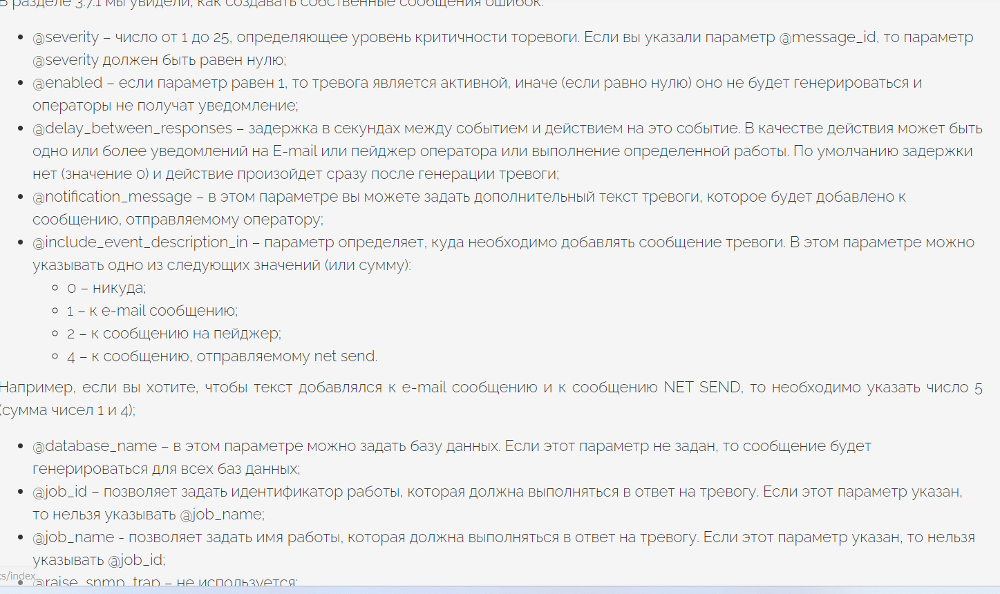 В разделе 3.7.1 мы увидели, как создавать собственные сообщения ошибок.
@severity – число от 1 до 25, определяющее уровень критичности торевоги. Если вы указали параметр @message_id, то параметр
@severity должен быть равен нулю;
@enabled – если параметр равен 1, то тревога является активной, иначе (если равно нулю) оно не будет генерироваться и
операторы не получат уведомление;
@delay_between_responses – задержка в секундах между событием и действием на это событие. В качестве действия может быть
одно или более уведомлений на E-mail или пейджер оператора или выполнение определенной работы. По умолчанию задержки
нет (значение 0) и действие произойдет сразу после генерации тревоги;
@notification_message – в этом параметре вы можете задать дополнительный текст тревоги, которое будет добавлено к
сообщению, отправляемому оператору;
@include_event_description_in – параметр определяет, куда необходимо добавлять сообщение тревоги. В этом параметре можно
указывать одно из следующих значений (или сумму):
0 – никуда;
1 – к e-mail сообщению;
2 – к сообщению на пейджер;
4 – к сообщению, отправляемому net send.
Например, если вы хотите, чтобы текст добавлялся к e-mail сообщению и к сообщению NET SEND, то необходимо указать число 5
(сумма чисел 1 и 4);
@database_name – в этом параметре можно задать базу данных. Если этот параметр не задан, то сообщение будет
генерироваться для всех баз данных;
@job_id – позволяет задать идентификатор работы, которая должна выполняться в ответ на тревогу. Если этот параметр указан,
то нельзя указывать @job_name;
@job_name - позволяет задать имя работы, которая должна выполняться в ответ на тревогу. Если этот параметр указан, то нельзя
указывать @job_id;
s/index
@raise_snmp_trap – не используется;